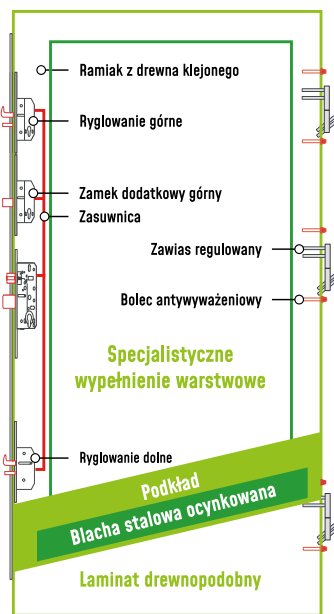 Ramiak z drewna klejonego
Ryglowanie górne
Zamek dodatkowy górny
Zasuwnica
Zawias regulowany
Bolec antywyważeniowy
Specjalistyczne
wypełnienie warstwowe
Ryglowanie dolne
Podkład
Blacha stalowa ocynkowana
Laminat drewnopodobny